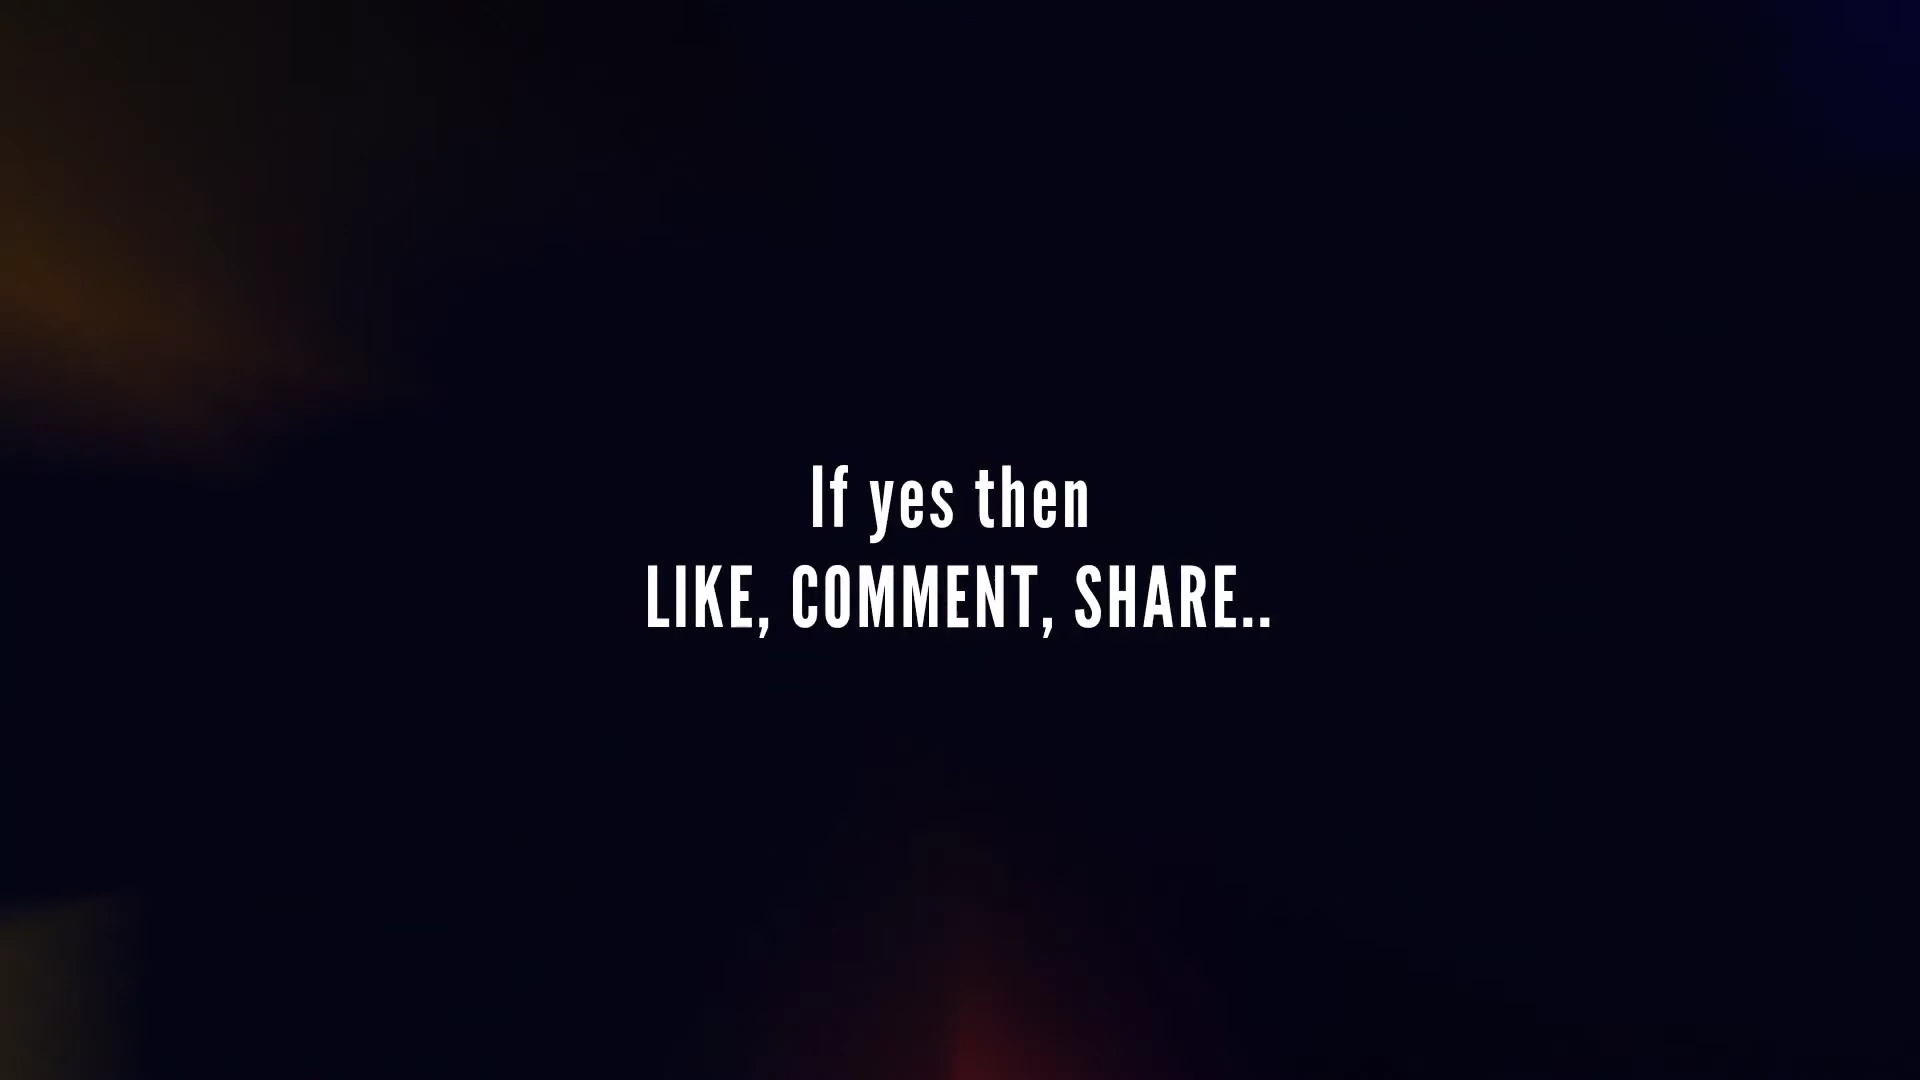 If yes then
LIKE, COMMENT, SHARE..